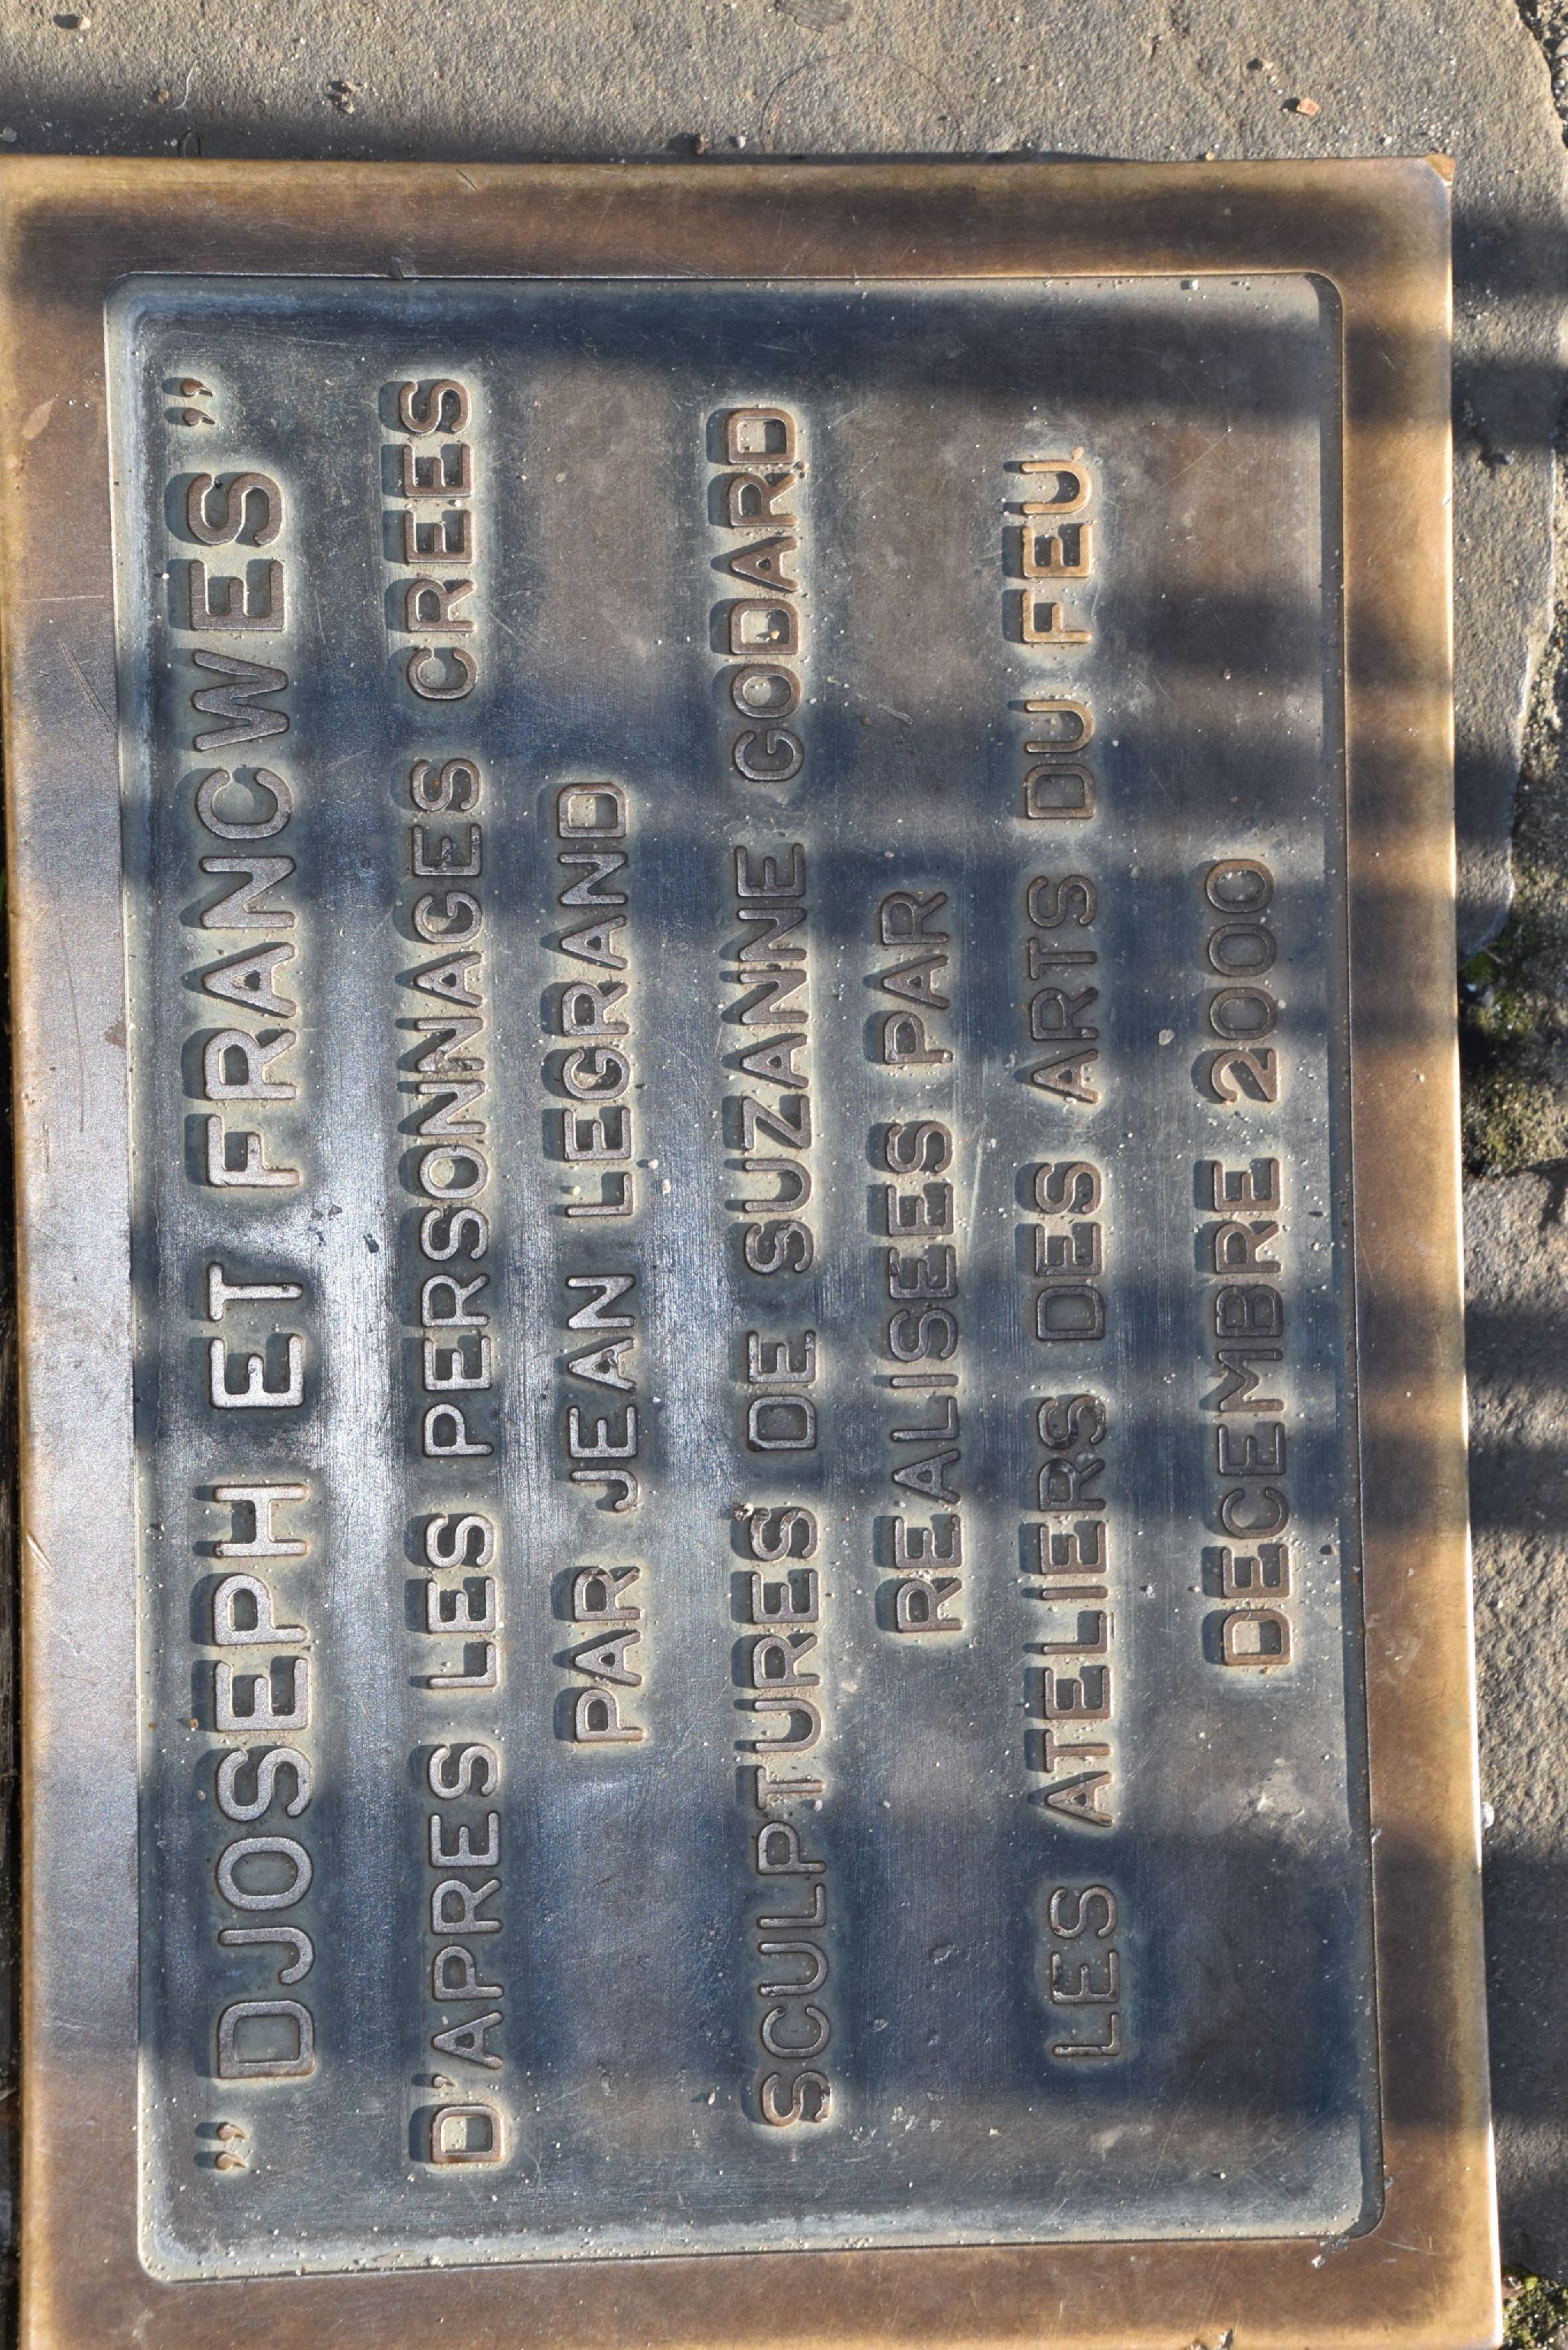 " DJOSEPH ET FRANCWES "
D'APRES LES PERSONNAGES CREES
PAR JEAN LEGRAND
SCULPTURES DE SUZANNE GODARD
REALISEES PAR
LES ATELIERS DES ARTS DU FEU
DECEMBRE 2000